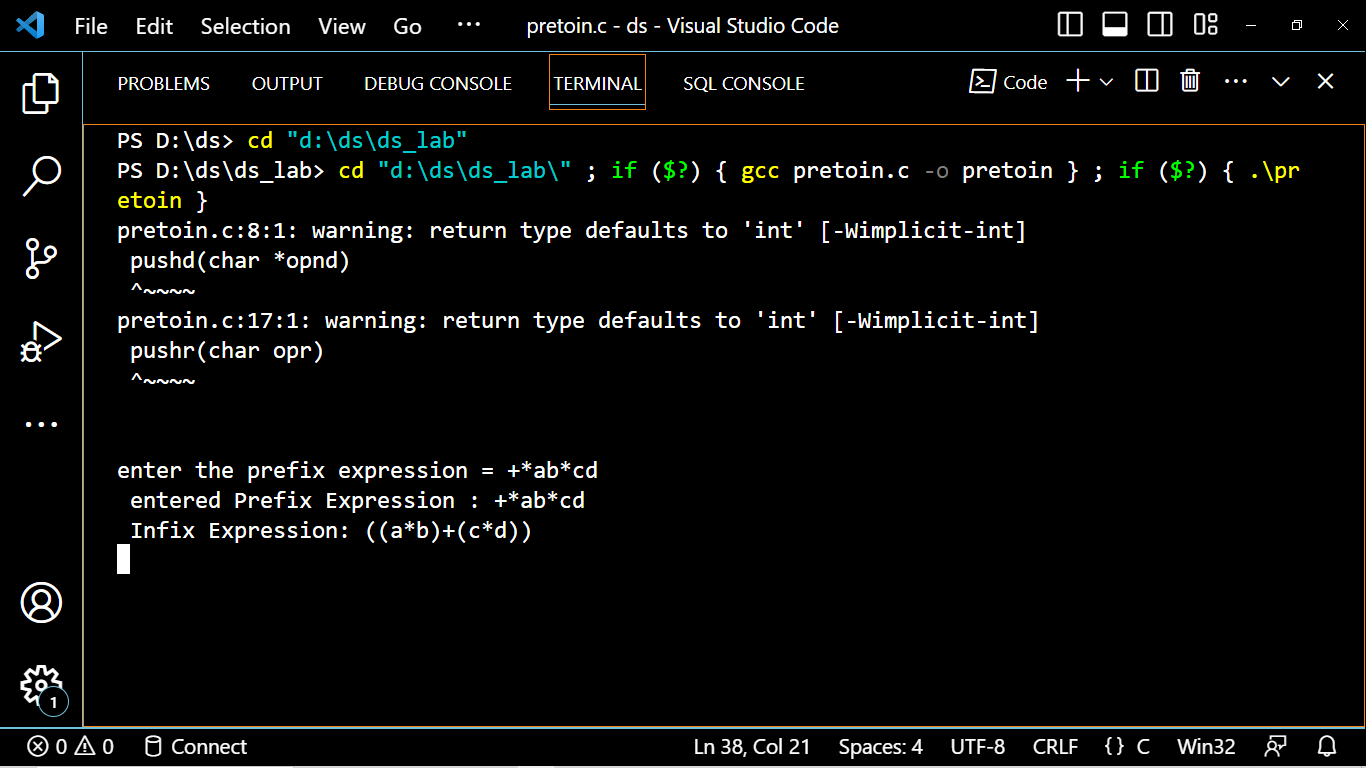 File Edit Selection View Go ··· pretoin.c - ds - Visual Studio Code
PROBLEMS OUTPUT DEBUG CONSOLE TERMINAL SQL CONSOLE Code
PS D:\ds> cd "d:\ds\ds_lab"
PS D:\ds\ds_lab> cd "d:\ds\ds_lab\" ; if ($?) { gcc pretoin.c -o pretoin } ; if ($?) { .\pr
etoin }
pretoin.c:8:1: warning: return type defaults to 'int' [-Wimplicit-int]
 pushd(char *opnd)
 ^~~~~
pretoin.c:17:1: warning: return type defaults to 'int' [-Wimplicit-int]
 pushr(char opr)
 ^~~~~
enter the prefix expression = +*ab*cd
 entered Prefix Expression : +*ab*cd
 Infix Expression: ((a*b)+(c*d))
1
0 0 Connect Ln 38, Col 21 Spaces: 4 UTF-8 CRLF {} C Win32